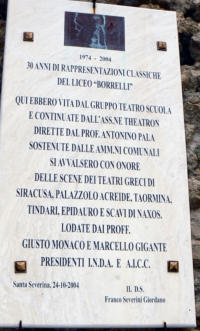 1974 - 2004
30 ANNI DI RAPPRESENTAZIONI CLASSICHE
DEL LICEO "BORRELLI"
QUI EBBERO VITA DAL GRUPPO TEATRO SCUOLA
E CONTINUATE DALL'ASS.NE THEATRON
DIRETTE DAL PROF. ANTONINO PALA
SOSTENUTE DALLE AMM.NI COMUNALI
SI AVVALSERO CON ONORE
DELLE SCENE DEI TEATRI GRECI DI
SIRACUSA, PALAZZOLO ACREIDE, TAORMINA,
TINDARI, EPIDAURO E SCAVI DI NAXOS.
LODATE DAI PROFF.
GIUSTO MONACO E MARCELLO GIGANTE
PRESIDENTI I.N.D.A. E A.I.C.C.
Santa Severina, 24-10-2004
IL D.S.
Franco Severini Giordano